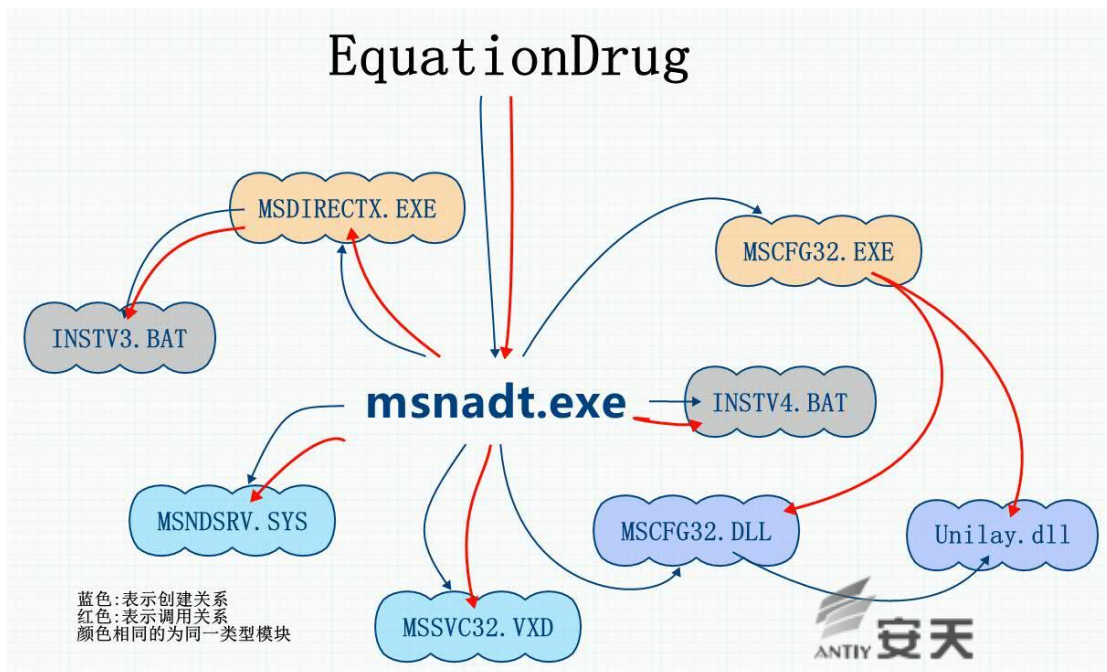 EquationDrug
MSDIRECTX.EXE
MSCFG32.EXE
INSTV3.BAT
msnadt.exe
INSTV4.BAT
MSNDSRV.SYS
MSCFG32.DLL
Unilay.dll
MSSVC32.VXD
蓝色:表示创建关系
红色:表示调用关系
颜色相同的为同一类型模块
ANTIY 安天